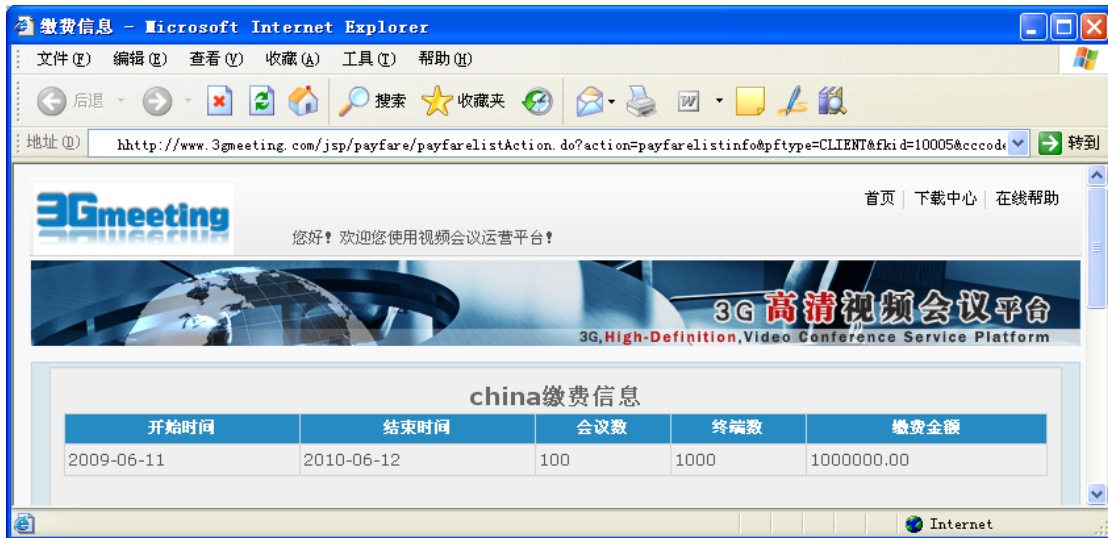 缴费信息 - Microsoft Internet Explorer
文件(F) 编辑(E) 查看(V) 收藏(A) 工具(T) 帮助(H)
后退 搜索 收藏夹
地址(D) hhttp://www.3gmeeting.com/jsp/payfare/payfarelistAction.do?action=payfarelistinfo&pftype=CLIENT&fkid=10005&cccode 转到
首页 | 下载中心 | 在线帮助
3Gmeeting
您好！欢迎您使用视频会议运营平台！
3G 高清视频会议平台
3G,High-Definition,Video Conference Service Platform
china缴费信息
开始时间 结束时间 会议数 终端数 缴费金额
2009-06-11 2010-06-12 100 1000 1000000.00
Internet